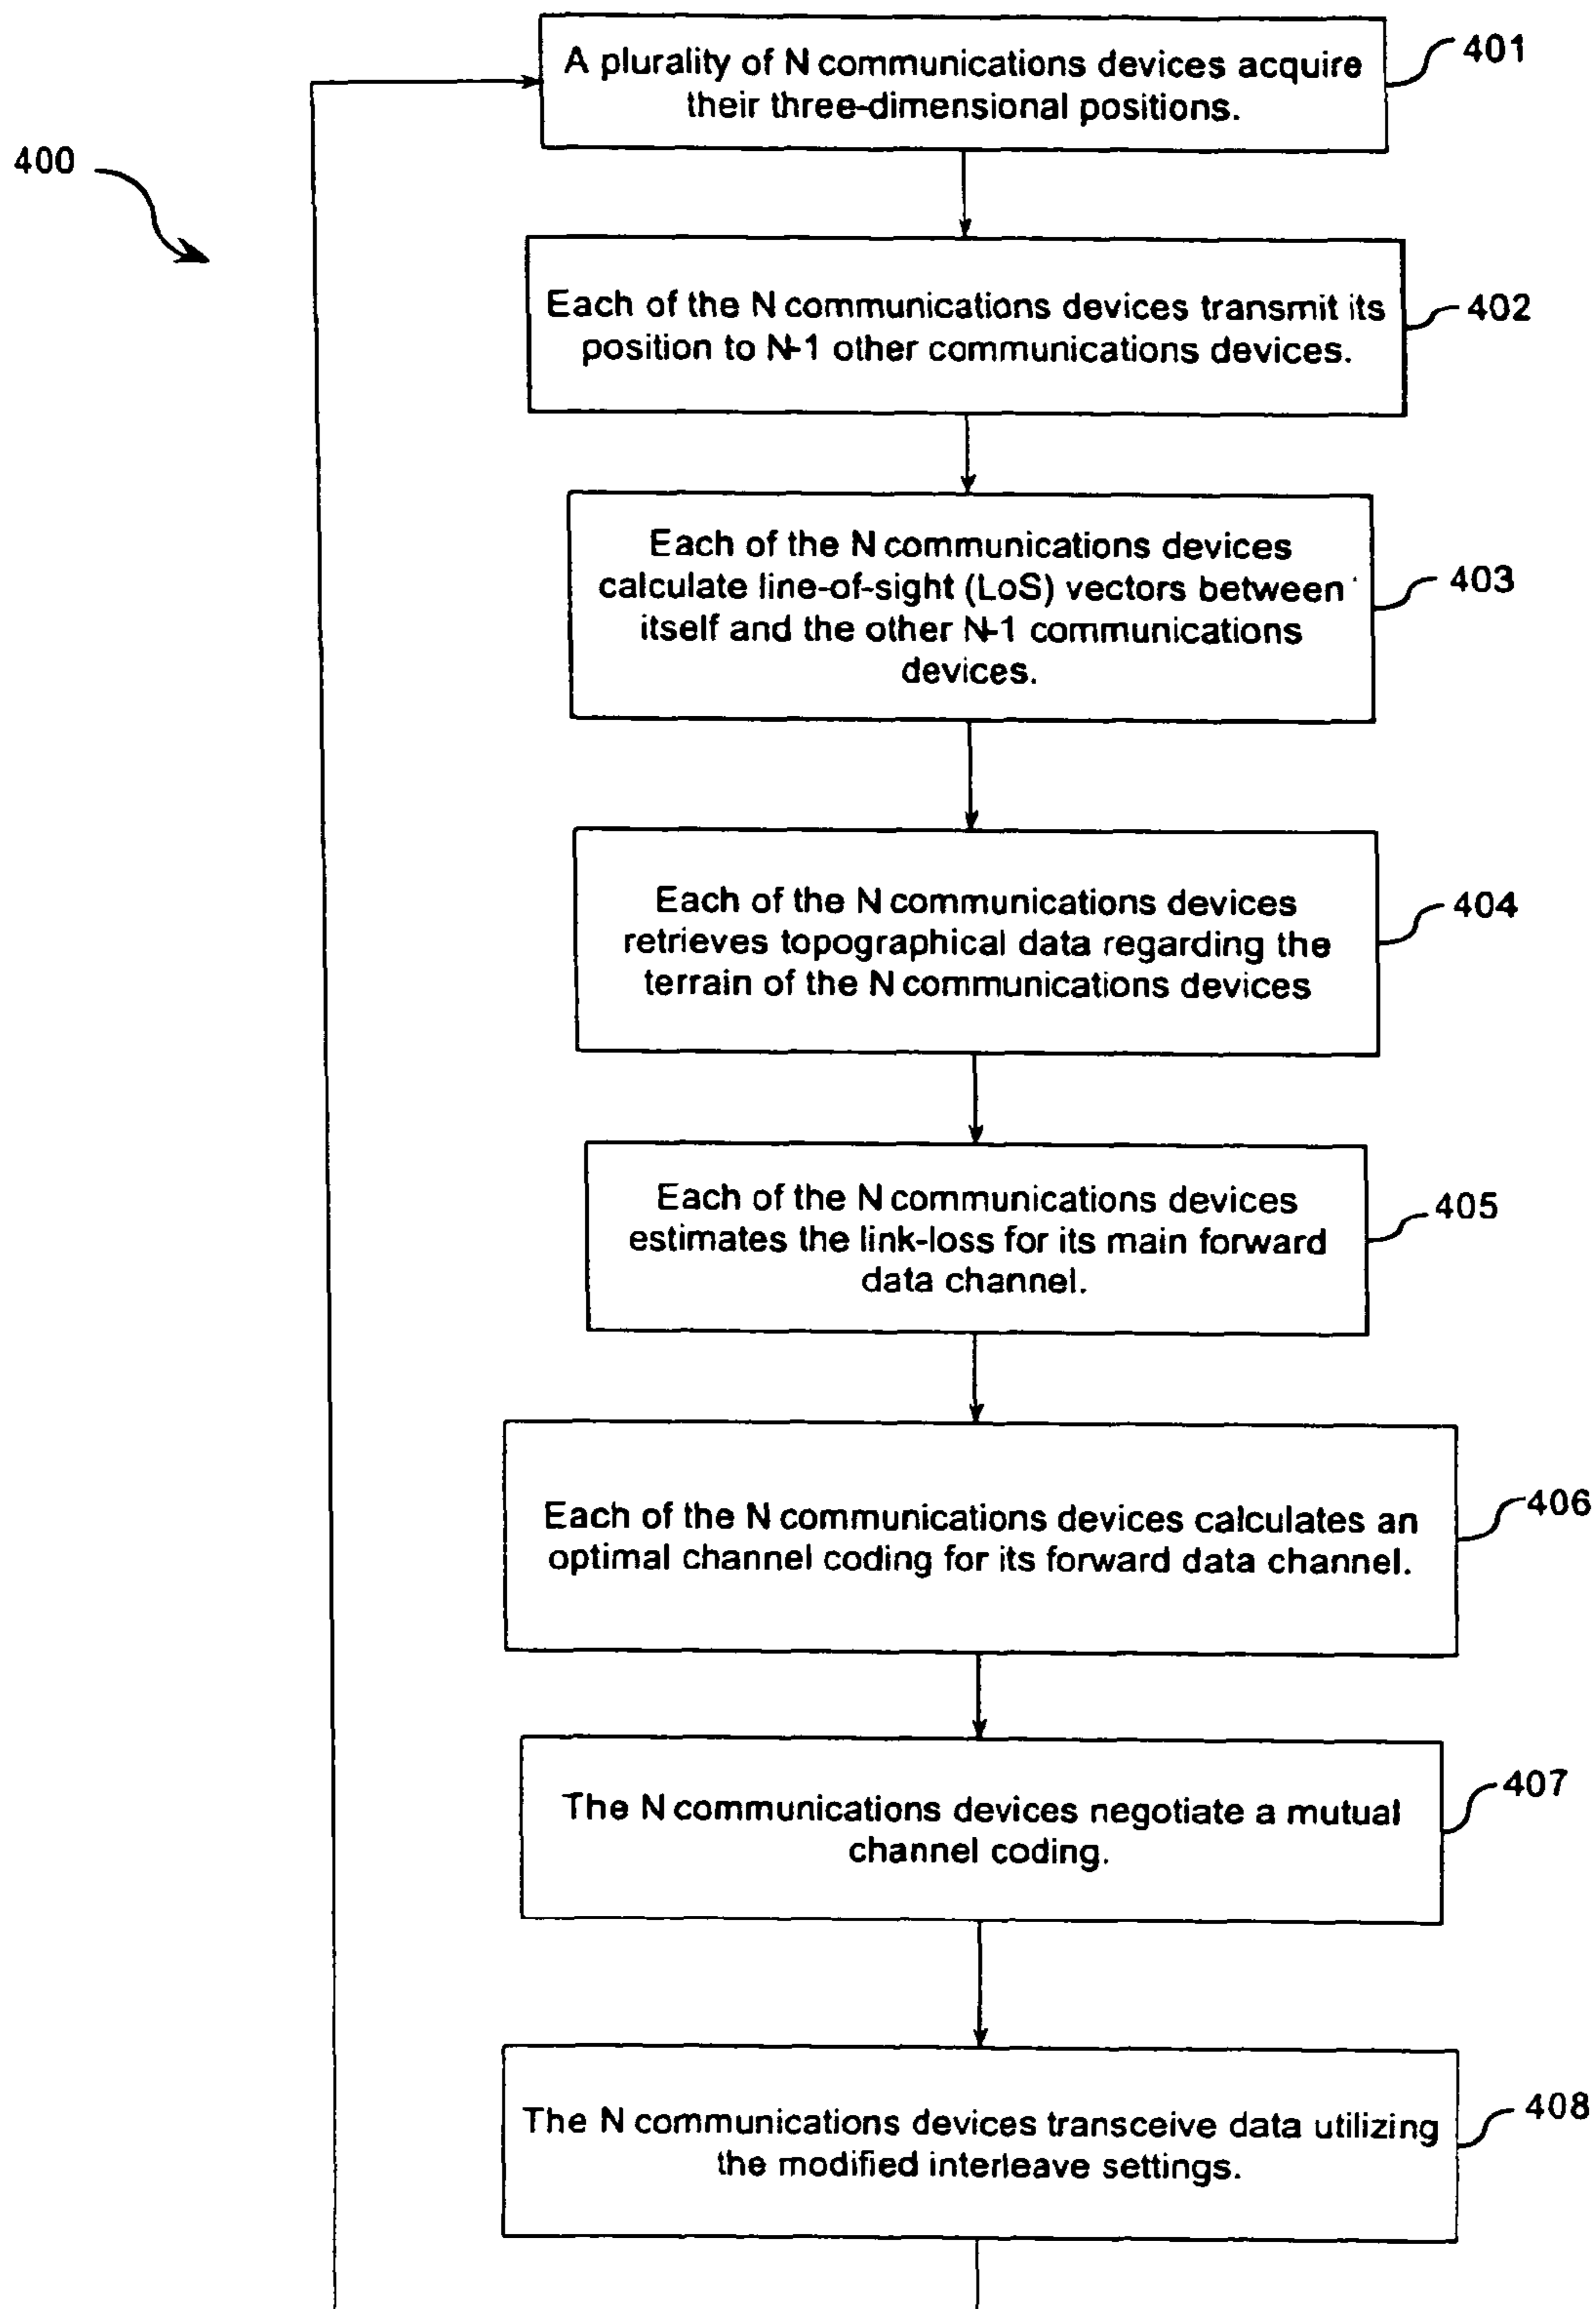 A plurality of N communications devices acquire
their three-dimensional positions.
401
400
Each of the N communications devices transmit its
position to N-1 other communications devices.
402
Each of the N communications devices
calculate line-of-sight (LoS) vectors between
itself and the other N-1 communications
devices.
403
Each of the N communications devices
retrieves topographical data regarding the
terrain of the N communications devices
404
Each of the N communications devices
estimates the link-loss for its main forward
data channel.
405
Each of the N communications devices calculates an
optimal channel coding for its forward data channel.
406
The N communications devices negotiate a mutual
channel coding.
407
The N communications devices transceive data utilizing
the modified interleave settings.
408